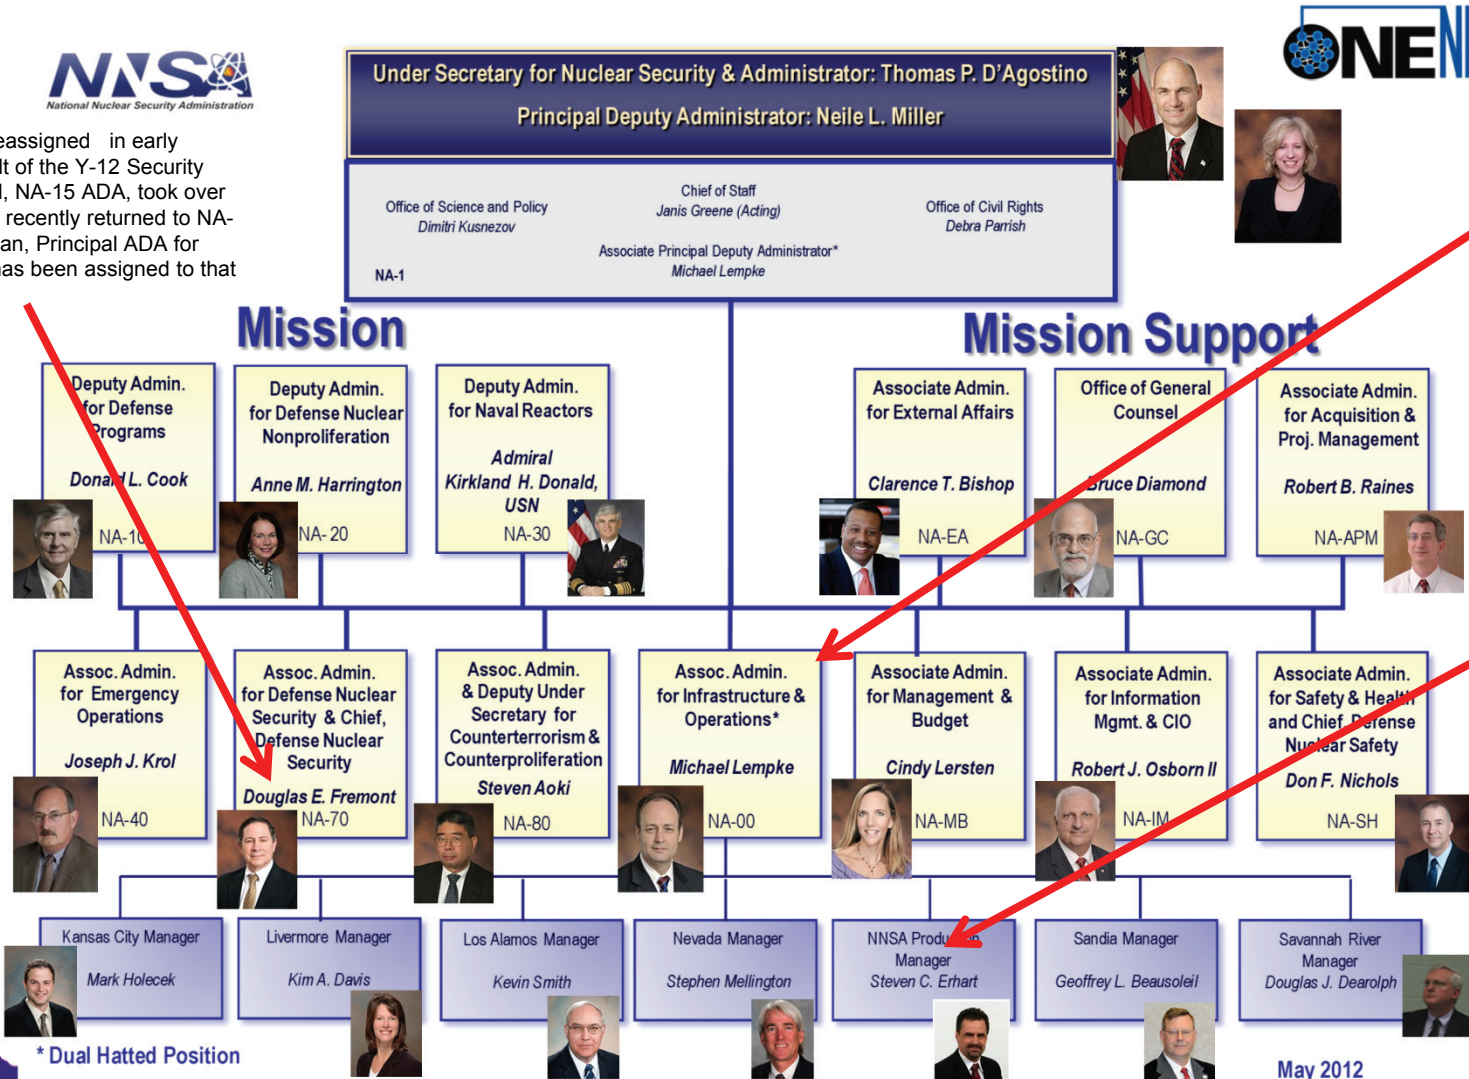 NNSA
National Nuclear Security Administration
ONE
eassigned in early
lt of the Y-12 Security
l, NA-15 ADA, took over
recently returned to NA-
an, Principal ADA for
has been assigned to that
Under Secretary for Nuclear Security & Administrator: Thomas P. D'Agostino
Principal Deputy Administrator: Neile L. Miller
Office of Science and Policy
Dimitri Kusnezov
Chief of Staff
Janis Greene (Acting)
Office of Civil Rights
Debra Parrish
Associate Principal Deputy Administrator*
Michael Lempke
NA-1
Mission
Mission Support
Deputy Admin.
for Defense
Programs
Donald L. Cook
NA-10
Deputy Admin.
for Defense Nuclear
Nonproliferation
Anne M. Harrington
NA- 20
Deputy Admin.
for Naval Reactors
Admiral
Kirkland H. Donald,
USN
NA-30
Associate Admin.
for External Affairs
Clarence T. Bishop
NA-EA
Office of General
Counsel
Bruce Diamond
NA-GC
Associate Admin.
for Acquisition &
Proj. Management
Robert B. Raines
NA-APM
Assoc. Admin.
for Emergency
Operations
Joseph J. Krol
NA-40
Assoc. Admin.
for Defense Nuclear
Security & Chief,
Defense Nuclear
Security
Douglas E. Fremont
NA-70
Assoc. Admin.
& Deputy Under
Secretary for
Counterterrorism &
Counterproliferation
Steven Aoki
NA-80
Assoc. Admin.
for Infrastructure &
Operations*
Michael Lempke
NA-00
Associate Admin.
for Management &
Budget
Cindy Lersten
NA-MB
Associate Admin.
for Information
Mgmt. & CIO
Robert J. Osborn II
NA-IM
Associate Admin.
for Safety & Health
and Chief, Defense
Nuclear Safety
Don F. Nichols
NA-SH
Kansas City Manager
Mark Holecek
Livermore Manager
Kim A. Davis
Los Alamos Manager
Kevin Smith
Nevada Manager
Stephen Mellington
NNSA Production
Manager
Steven C. Erhart
Sandia Manager
Geoffrey L. Beausoleil
Savannah River
Manager
Douglas J. Dearolph
* Dual Hatted Position
May 2012